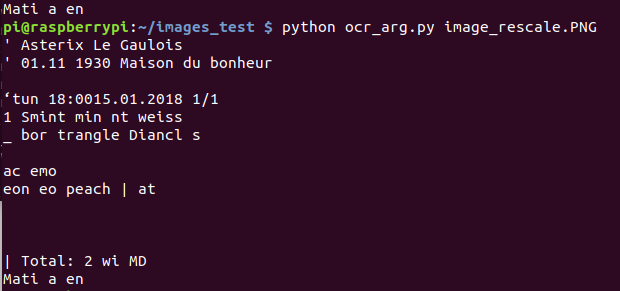 Mati a en
pi@raspberrypi:~/images_test $ python ocr_arg.py image_rescale.PNG
' Asterix Le Gaulois
' 01.11 1930 Maison du bonheur
‘tun 18:0015.01.2018 1/1
1 Smint min nt weiss
_ bor trangle Diancl s
ac emo
eon eo peach | at
| Total: 2 wi MD
Mati a en